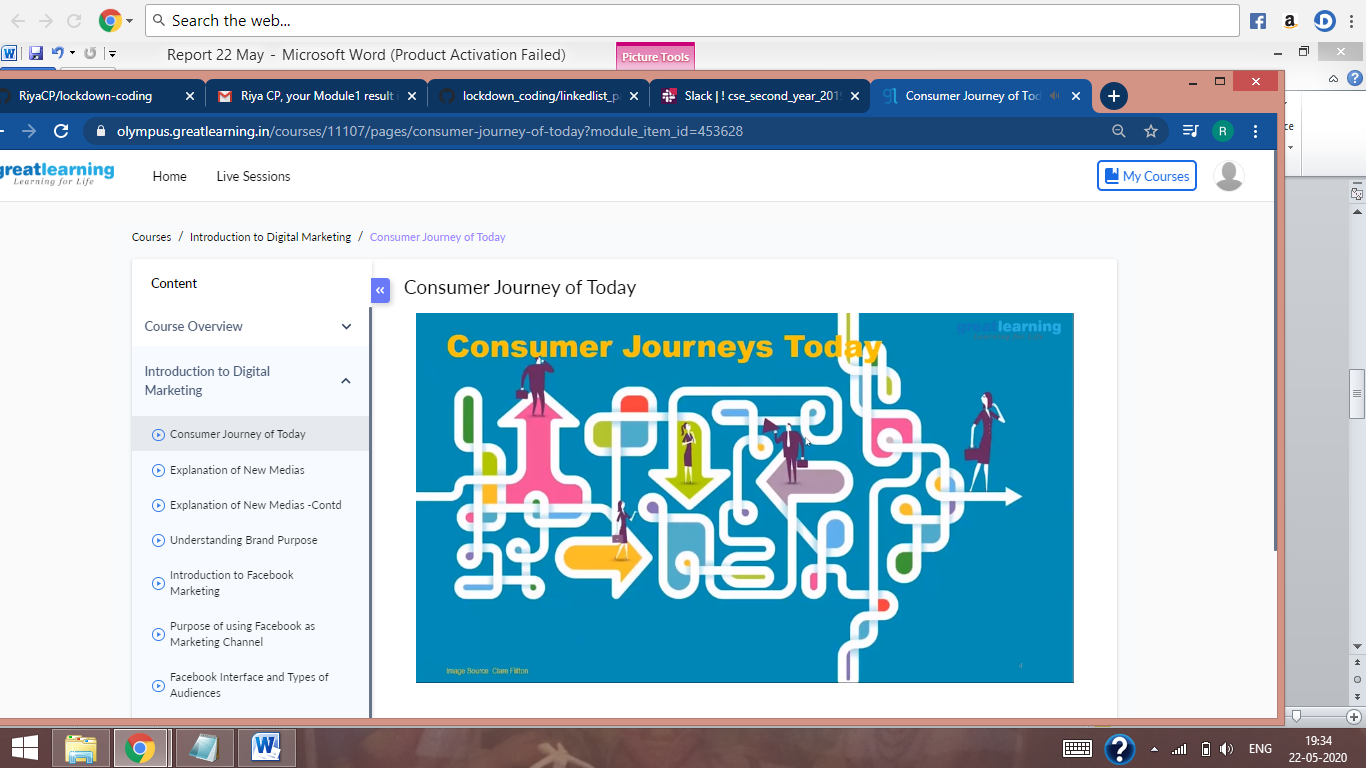 Search the web...
Report 22 May - Microsoft Word (Product Activation Failed)
Picture Tools
RiyaCP/lockdown-coding
Riya CP, your Module1 result i
lockdown_coding/linkedlist_pa
Slack | ! cse_second_year_201
Consumer Journey of Tod
olympus.greatlearning.in/courses/11107/pages/consumer-journey-of-today?module_item_id=453628
R
greatlearning
Learning for Life
Home
Live Sessions
My Courses
Courses / Introduction to Digital Marketing / Consumer Journey of Today
Content
Course Overview
Introduction to Digital
Marketing
Consumer Journey of Today
Explanation of New Medias
Explanation of New Medias -Contd
Understanding Brand Purpose
Introduction to Facebook
Marketing
Purpose of using Facebook as
Marketing Channel
Facebook Interface and Types of
Audiences
Consumer Journey of Today
greatlearning
Consumer Journeys Today
Image Source
4
ENG
19:34
22-05-2020